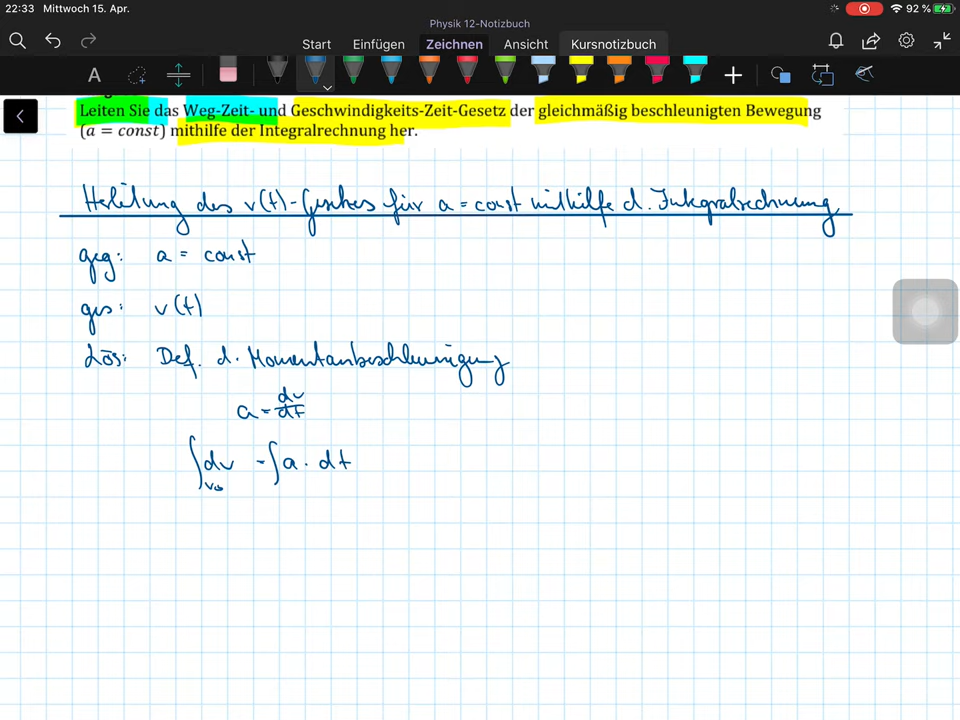 22:33 Mittwoch 15. Apr.
92 %
Physik 12-Notizbuch
Start Einfügen Zeichnen Ansicht Kursnotizbuch
A
Leiten Sie das Weg-Zeit- und Geschwindigkeits-Zeit-Gesetz der gleichmäßig beschleunigten Bewegung
(a = const) mithilfe der Integralrechnung her.
Herleitung des v(t)-Gesetzes für a = const mithilfe d. Integralrechnung
geg: a = const
ges: v(t)
Lös: Def. d. Momentanbeschleunigung
a = dv/dt
∫v₀ dv = ∫ a · dt